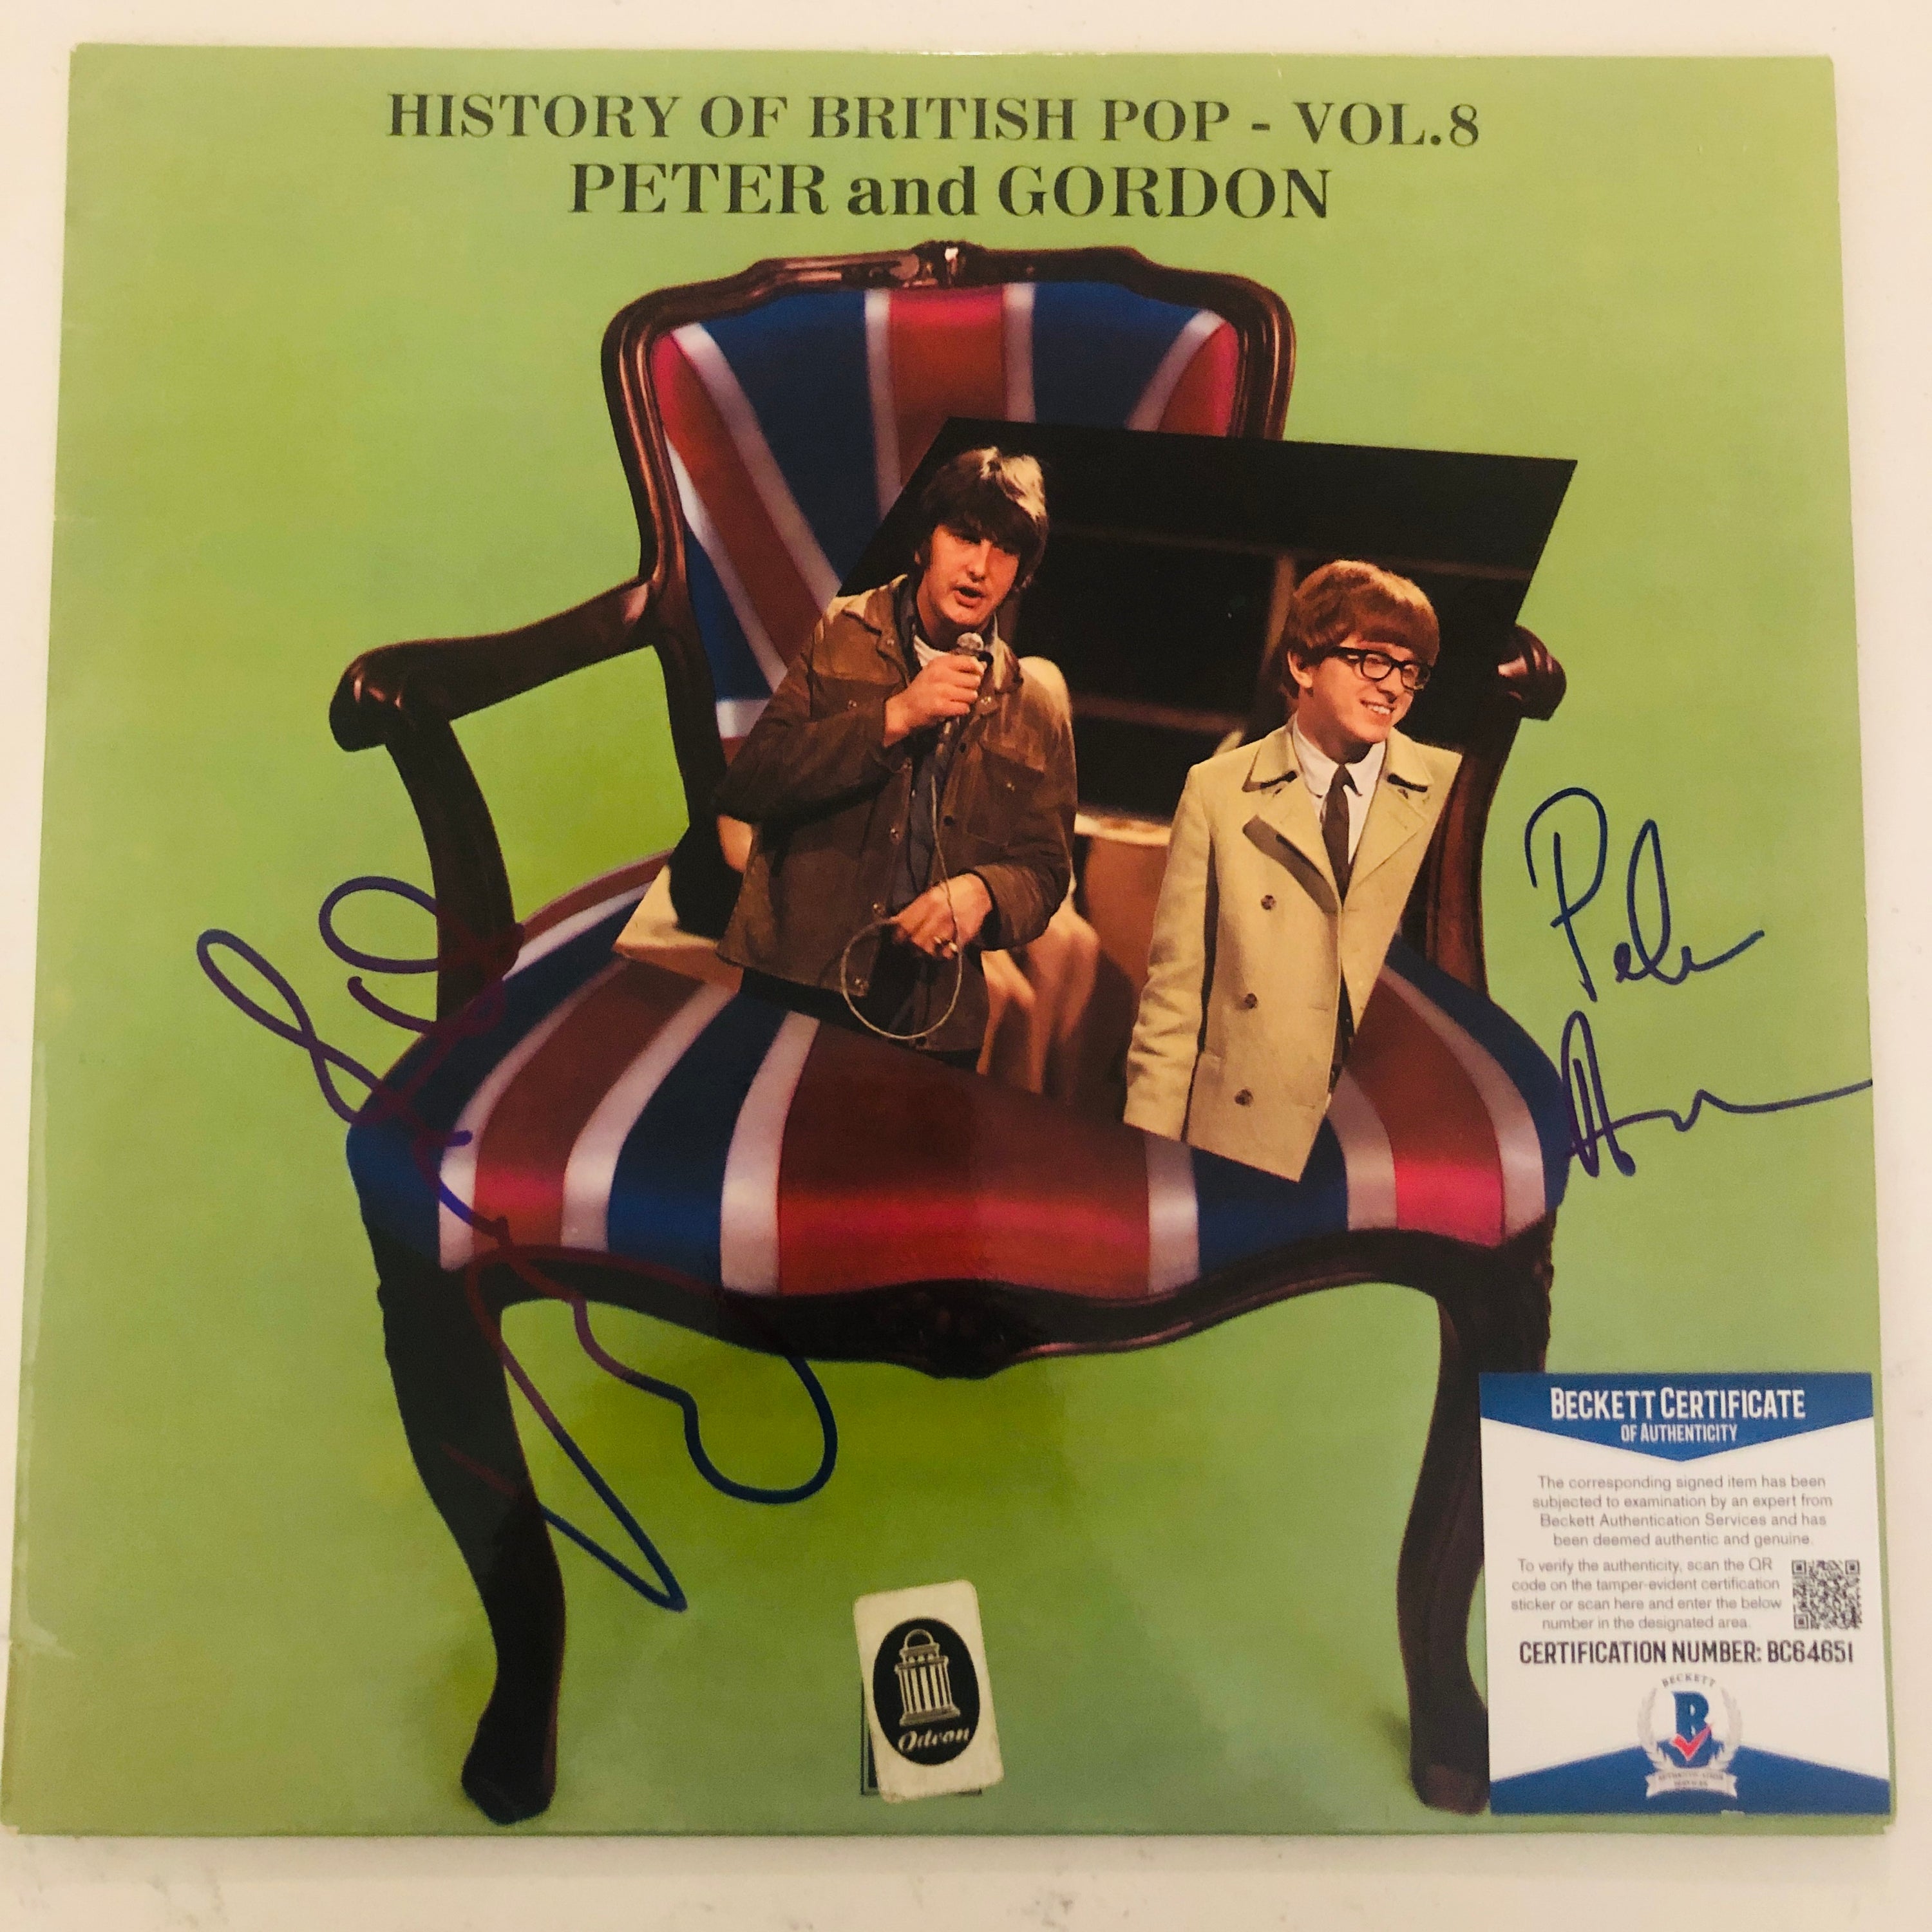 HISTORY OF BRITISH POP - VOL.8
PETER and GORDON
Peter
Odeon
BECKETT CERTIFICATE
OF AUTHENTICITY
The corresponding signed item has been
subjected to examination by an expert from
Beckett Authentication Services and has
been deemed authentic and genuine.
To verify the authenticity, scan the QR
code on the tamper-evident certification
sticker or scan here and enter the below
number in the designated area.
CERTIFICATION NUMBER: BC64651
BECKETT
B